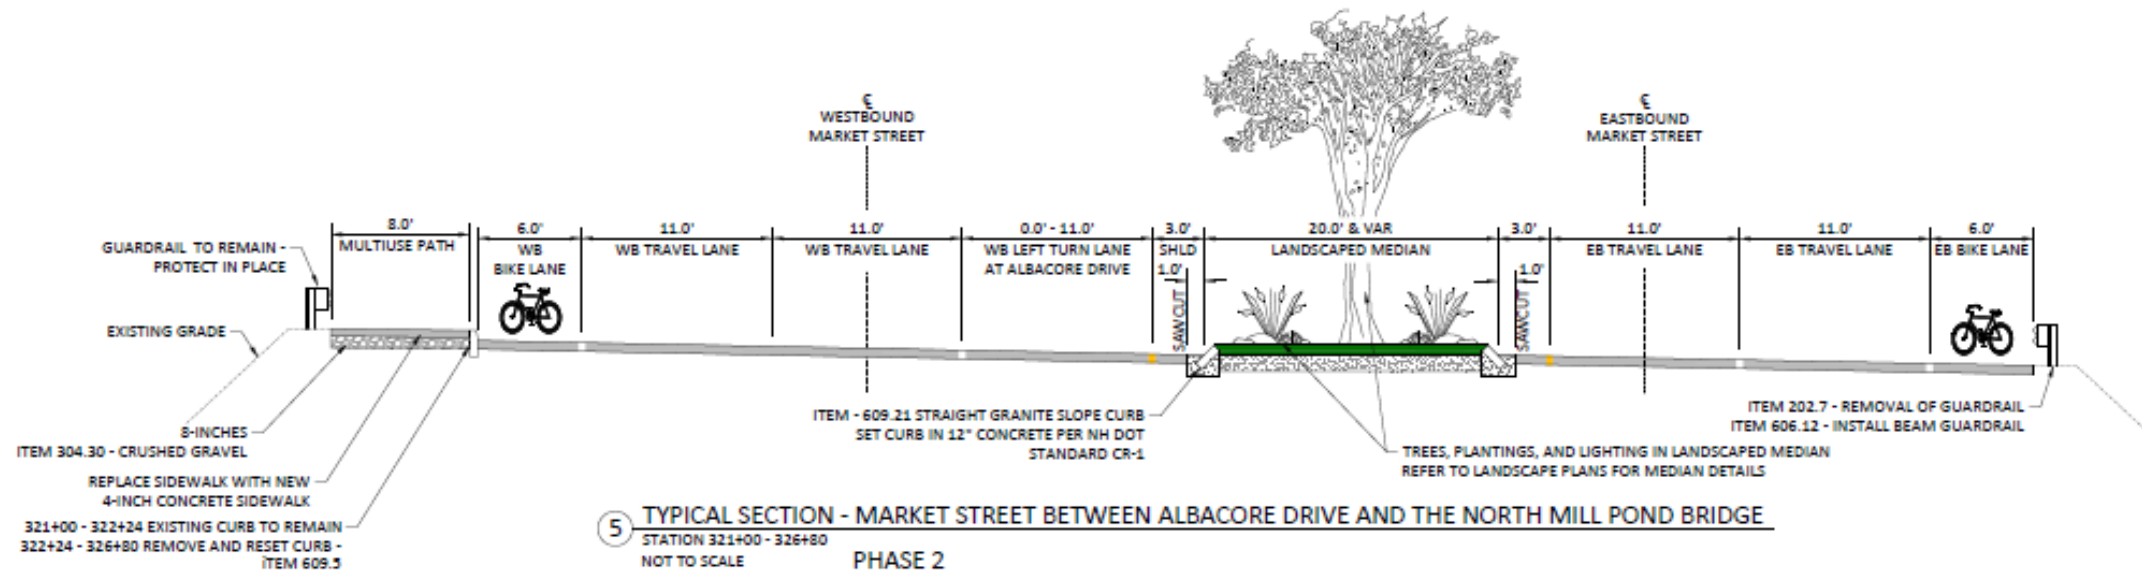 ℄
WESTBOUND
MARKET STREET
℄
EASTBOUND
MARKET STREET
8.0'
MULTIUSE PATH
6.0'
WB
BIKE LANE
11.0'
WB TRAVEL LANE
11.0'
WB TRAVEL LANE
0.0' - 11.0'
WB LEFT TURN LANE
AT ALBACORE DRIVE
3.0'
SHLD
1.0'
SAWCUT
20.0' & VAR
LANDSCAPED MEDIAN
3.0'
1.0'
SAWCUT
11.0'
EB TRAVEL LANE
11.0'
EB TRAVEL LANE
6.0'
EB BIKE LANE
GUARDRAIL TO REMAIN -
PROTECT IN PLACE
EXISTING GRADE
8-INCHES
ITEM 304.30 - CRUSHED GRAVEL
REPLACE SIDEWALK WITH NEW
4-INCH CONCRETE SIDEWALK
321+00 - 322+24 EXISTING CURB TO REMAIN
322+24 - 326+80 REMOVE AND RESET CURB -
ITEM 609.5
ITEM - 609.21 STRAIGHT GRANITE SLOPE CURB
SET CURB IN 12" CONCRETE PER NH DOT
STANDARD CR-1
TREES, PLANTINGS, AND LIGHTING IN LANDSCAPED MEDIAN
REFER TO LANDSCAPE PLANS FOR MEDIAN DETAILS
ITEM 202.7 - REMOVAL OF GUARDRAIL
ITEM 606.12 - INSTALL BEAM GUARDRAIL
5 TYPICAL SECTION - MARKET STREET BETWEEN ALBACORE DRIVE AND THE NORTH MILL POND BRIDGE
STATION 321+00 - 326+80
NOT TO SCALE
PHASE 2